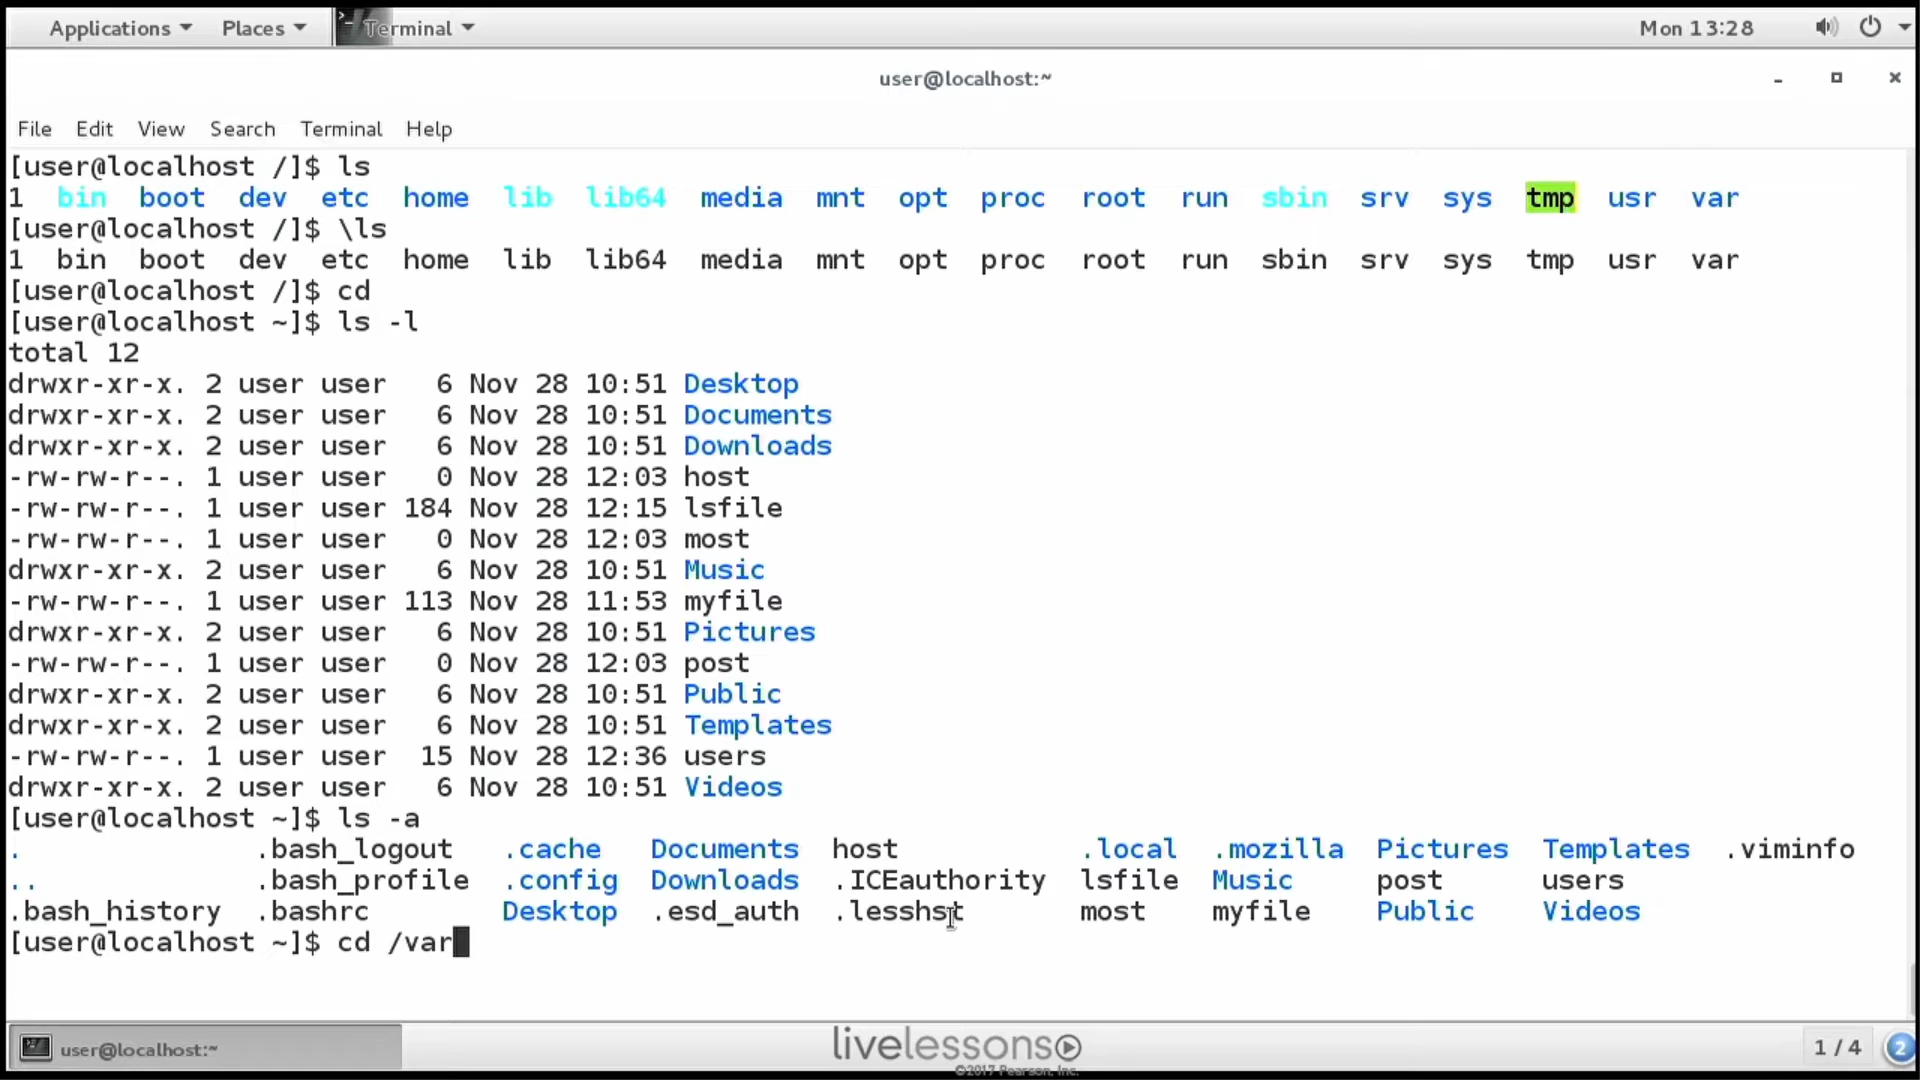 Applications Places Terminal Mon 13:28
user@localhost:~
File Edit View Search Terminal Help
[user@localhost /]$ ls
1 bin boot dev etc home lib lib64 media mnt opt proc root run sbin srv sys tmp usr var
[user@localhost /]$ \ls
1 bin boot dev etc home lib lib64 media mnt opt proc root run sbin srv sys tmp usr var
[user@localhost /]$ cd
[user@localhost ~]$ ls -l
total 12
drwxr-xr-x. 2 user user 6 Nov 28 10:51 Desktop
drwxr-xr-x. 2 user user 6 Nov 28 10:51 Documents
drwxr-xr-x. 2 user user 6 Nov 28 10:51 Downloads
-rw-rw-r--. 1 user user 0 Nov 28 12:03 host
-rw-rw-r--. 1 user user 184 Nov 28 12:15 lsfile
-rw-rw-r--. 1 user user 0 Nov 28 12:03 most
drwxr-xr-x. 2 user user 6 Nov 28 10:51 Music
-rw-rw-r--. 1 user user 113 Nov 28 11:53 myfile
drwxr-xr-x. 2 user user 6 Nov 28 10:51 Pictures
-rw-rw-r--. 1 user user 0 Nov 28 12:03 post
drwxr-xr-x. 2 user user 6 Nov 28 10:51 Public
drwxr-xr-x. 2 user user 6 Nov 28 10:51 Templates
-rw-rw-r--. 1 user user 15 Nov 28 12:36 users
drwxr-xr-x. 2 user user 6 Nov 28 10:51 Videos
[user@localhost ~]$ ls -a
. .bash_logout .cache Documents host .local .mozilla Pictures Templates .viminfo
.. .bash_profile .config Downloads .ICEauthority lsfile Music post users
.bash_history .bashrc Desktop .esd_auth .lesshst most myfile Public Videos
[user@localhost ~]$ cd /var
user@localhost:~ livelessons 1 / 4 2
©2017 Pearson, Inc.